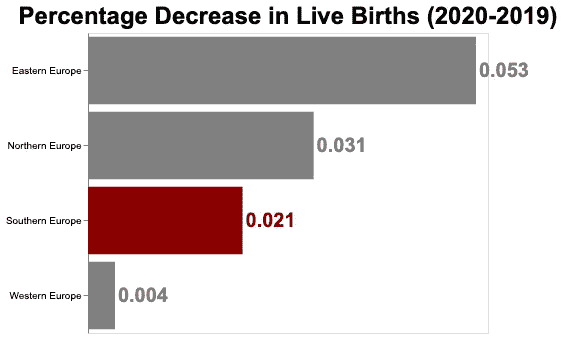 Percentage Decrease in Live Births (2020-2019)
Eastern Europe 0.053
Northern Europe 0.031
Southern Europe 0.021
Western Europe 0.004